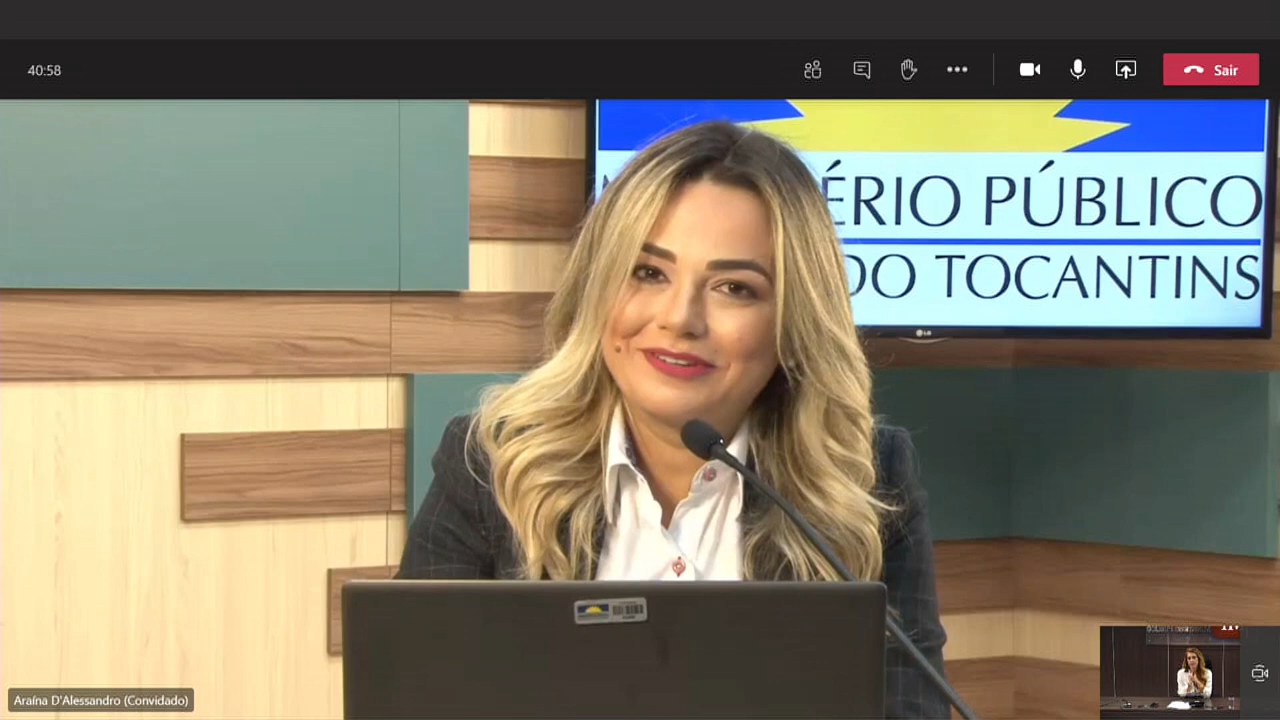 40:58
Sair
ÉRIO PÚBLICO
DO TOCANTINS
LG
Araína D'Alessandro (Convidado)